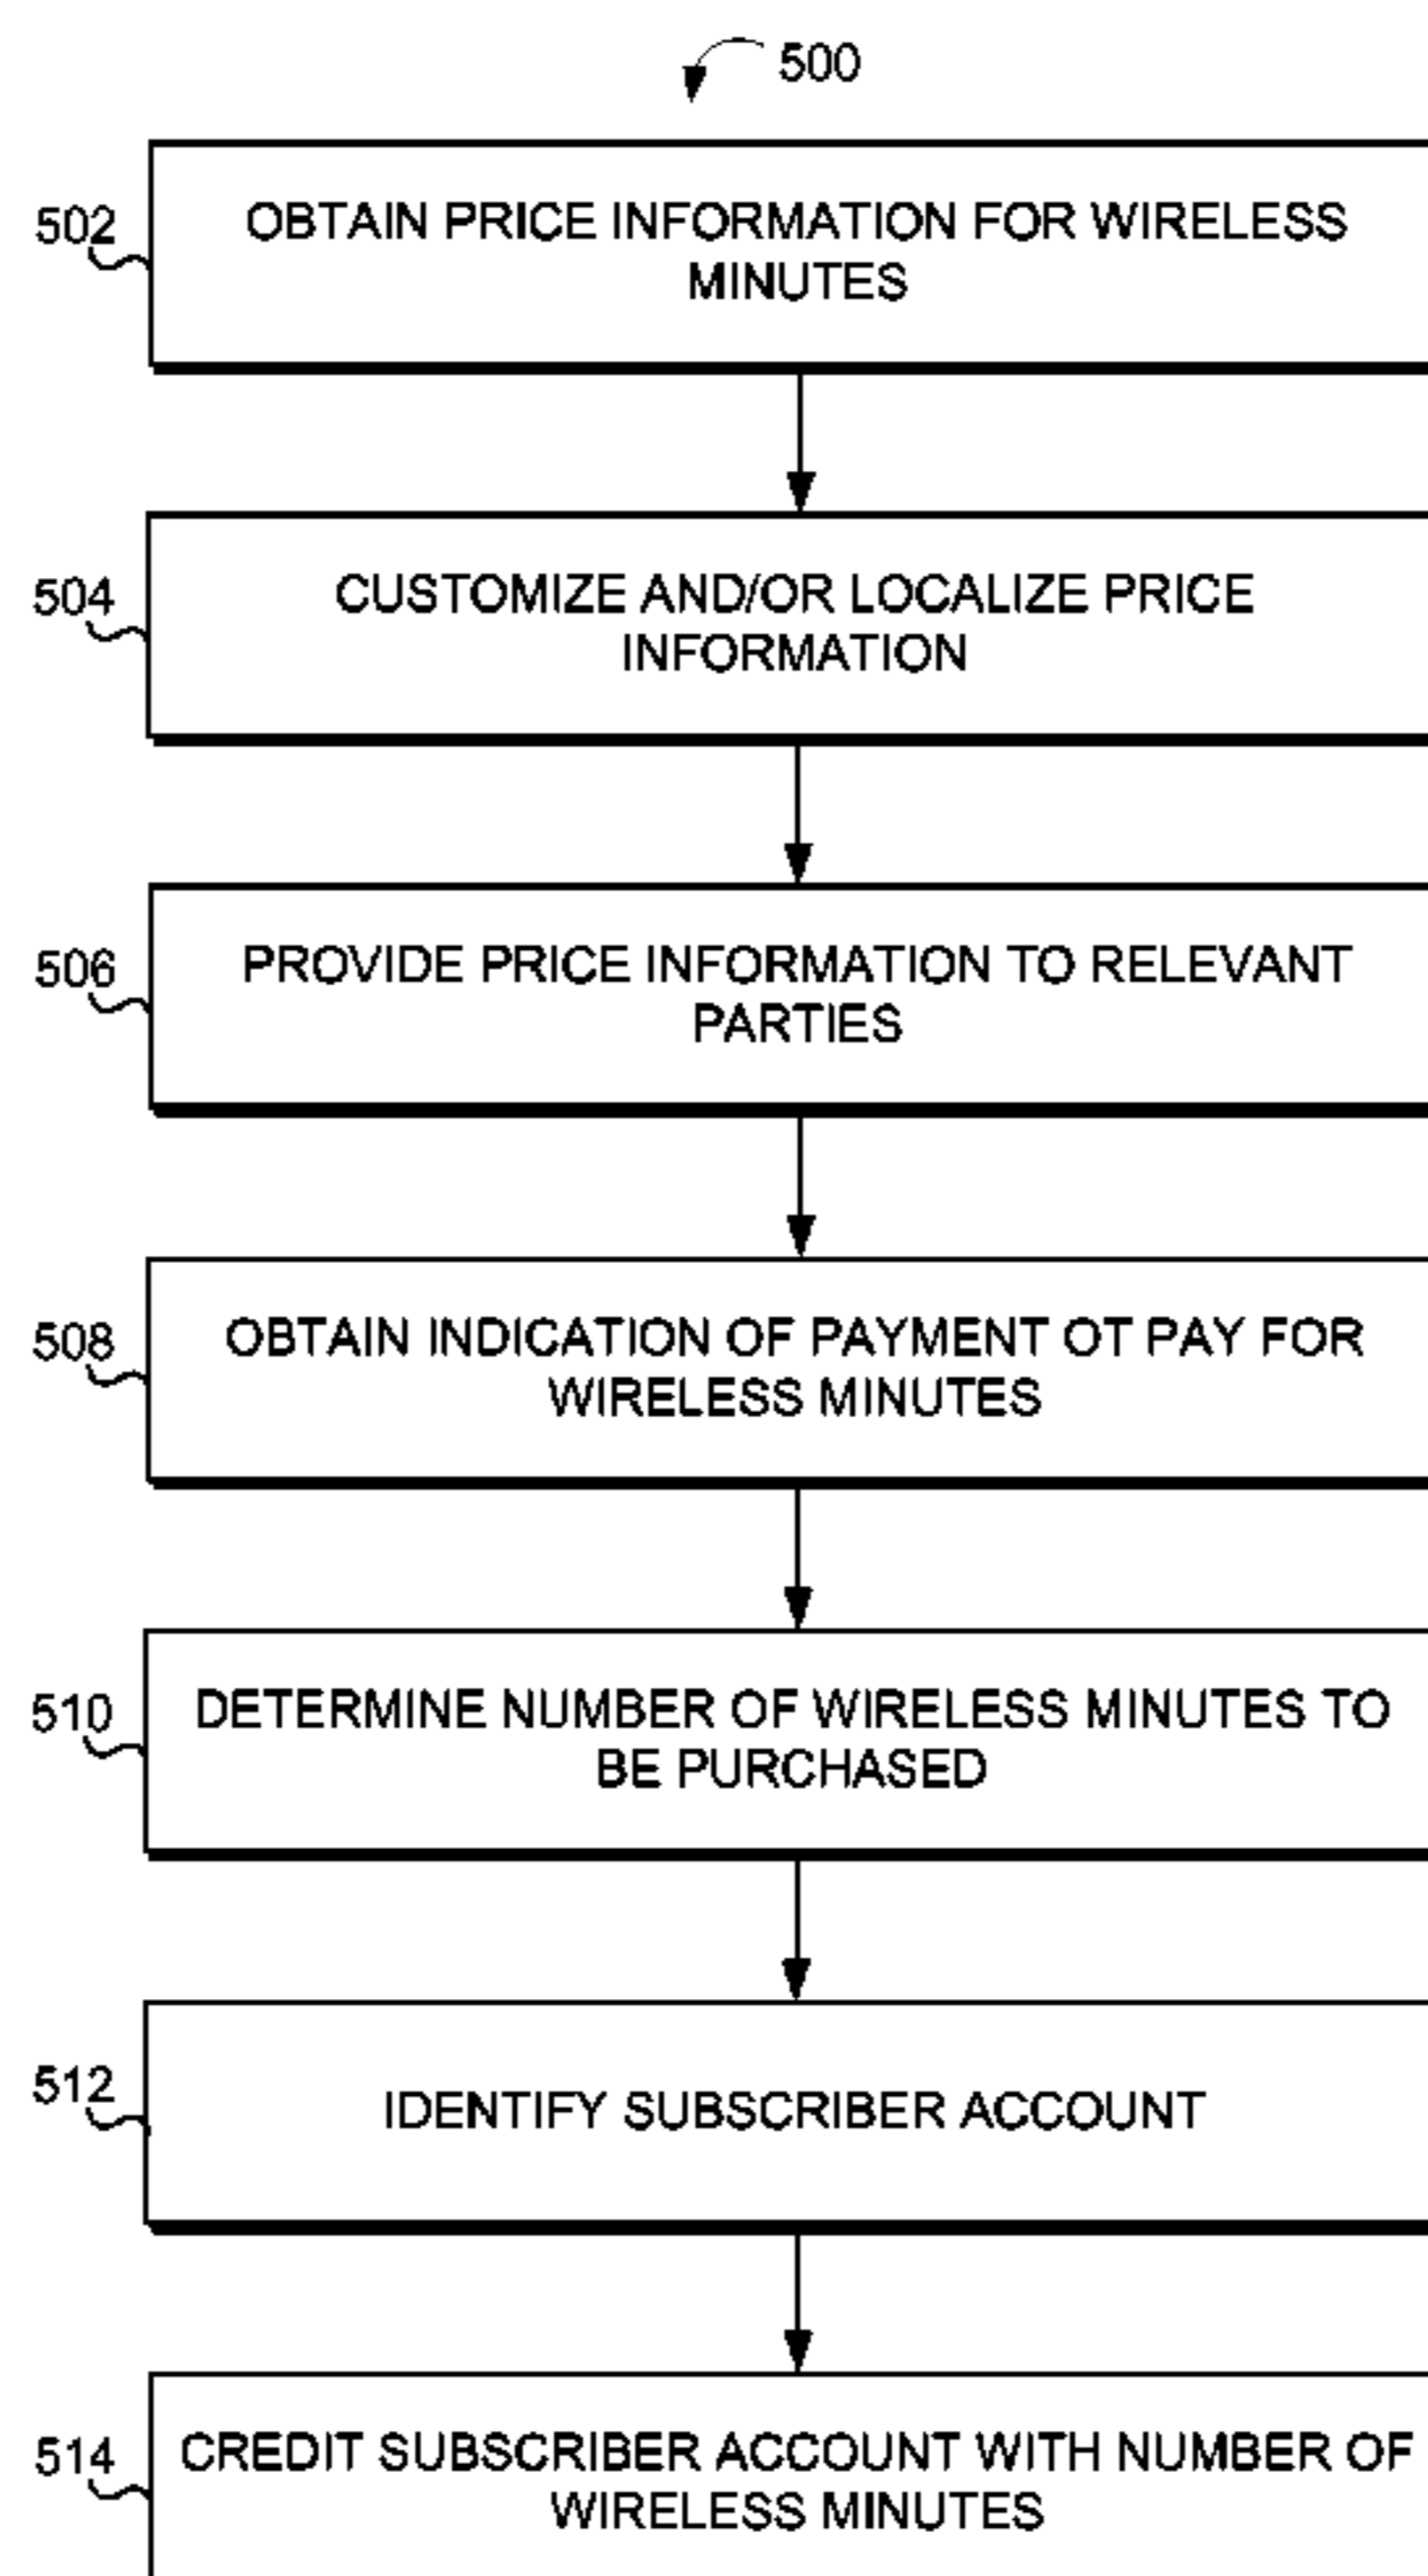 500
502
OBTAIN PRICE INFORMATION FOR WIRELESS
MINUTES
504
CUSTOMIZE AND/OR LOCALIZE PRICE
INFORMATION
506
PROVIDE PRICE INFORMATION TO RELEVANT
PARTIES
508
OBTAIN INDICATION OF PAYMENT OT PAY FOR
WIRELESS MINUTES
510
DETERMINE NUMBER OF WIRELESS MINUTES TO
BE PURCHASED
512
IDENTIFY SUBSCRIBER ACCOUNT
514
CREDIT SUBSCRIBER ACCOUNT WITH NUMBER OF
WIRELESS MINUTES